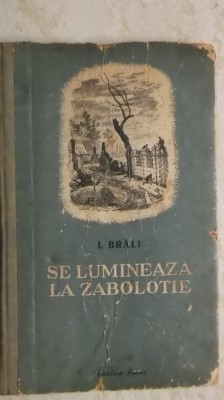 I. BRĂLI
SE LUMINEAZA
LA ZABOLOTIE